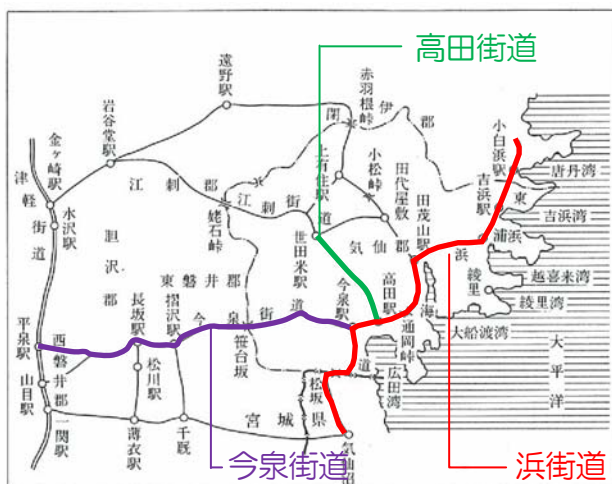 高田街道
赤羽根峠
閉伊郡
遠野駅
岩谷堂駅
金ヶ崎駅
津軽街道
水沢駅
江刺郡
江刺街道
上有住駅
小松峠
田代屋敷
小白浜駅
唐丹湾
吉浜駅
吉浜湾
東浦浜
田茂山駅
気仙郡
世田米駅
姥石峠
胆沢郡
東磐井郡
綾里
越喜来湾
綾里湾
浜海道
高田駅
今泉駅
今泉街道
大船渡湾
通岡峠
太平洋
長坂駅
摺沢駅
笹台坂
平泉駅
西磐井郡
山目駅
松川駅
松坂
広田湾
一関駅
薄衣駅
千厩
宮城県
気仙沼
今泉街道
浜街道